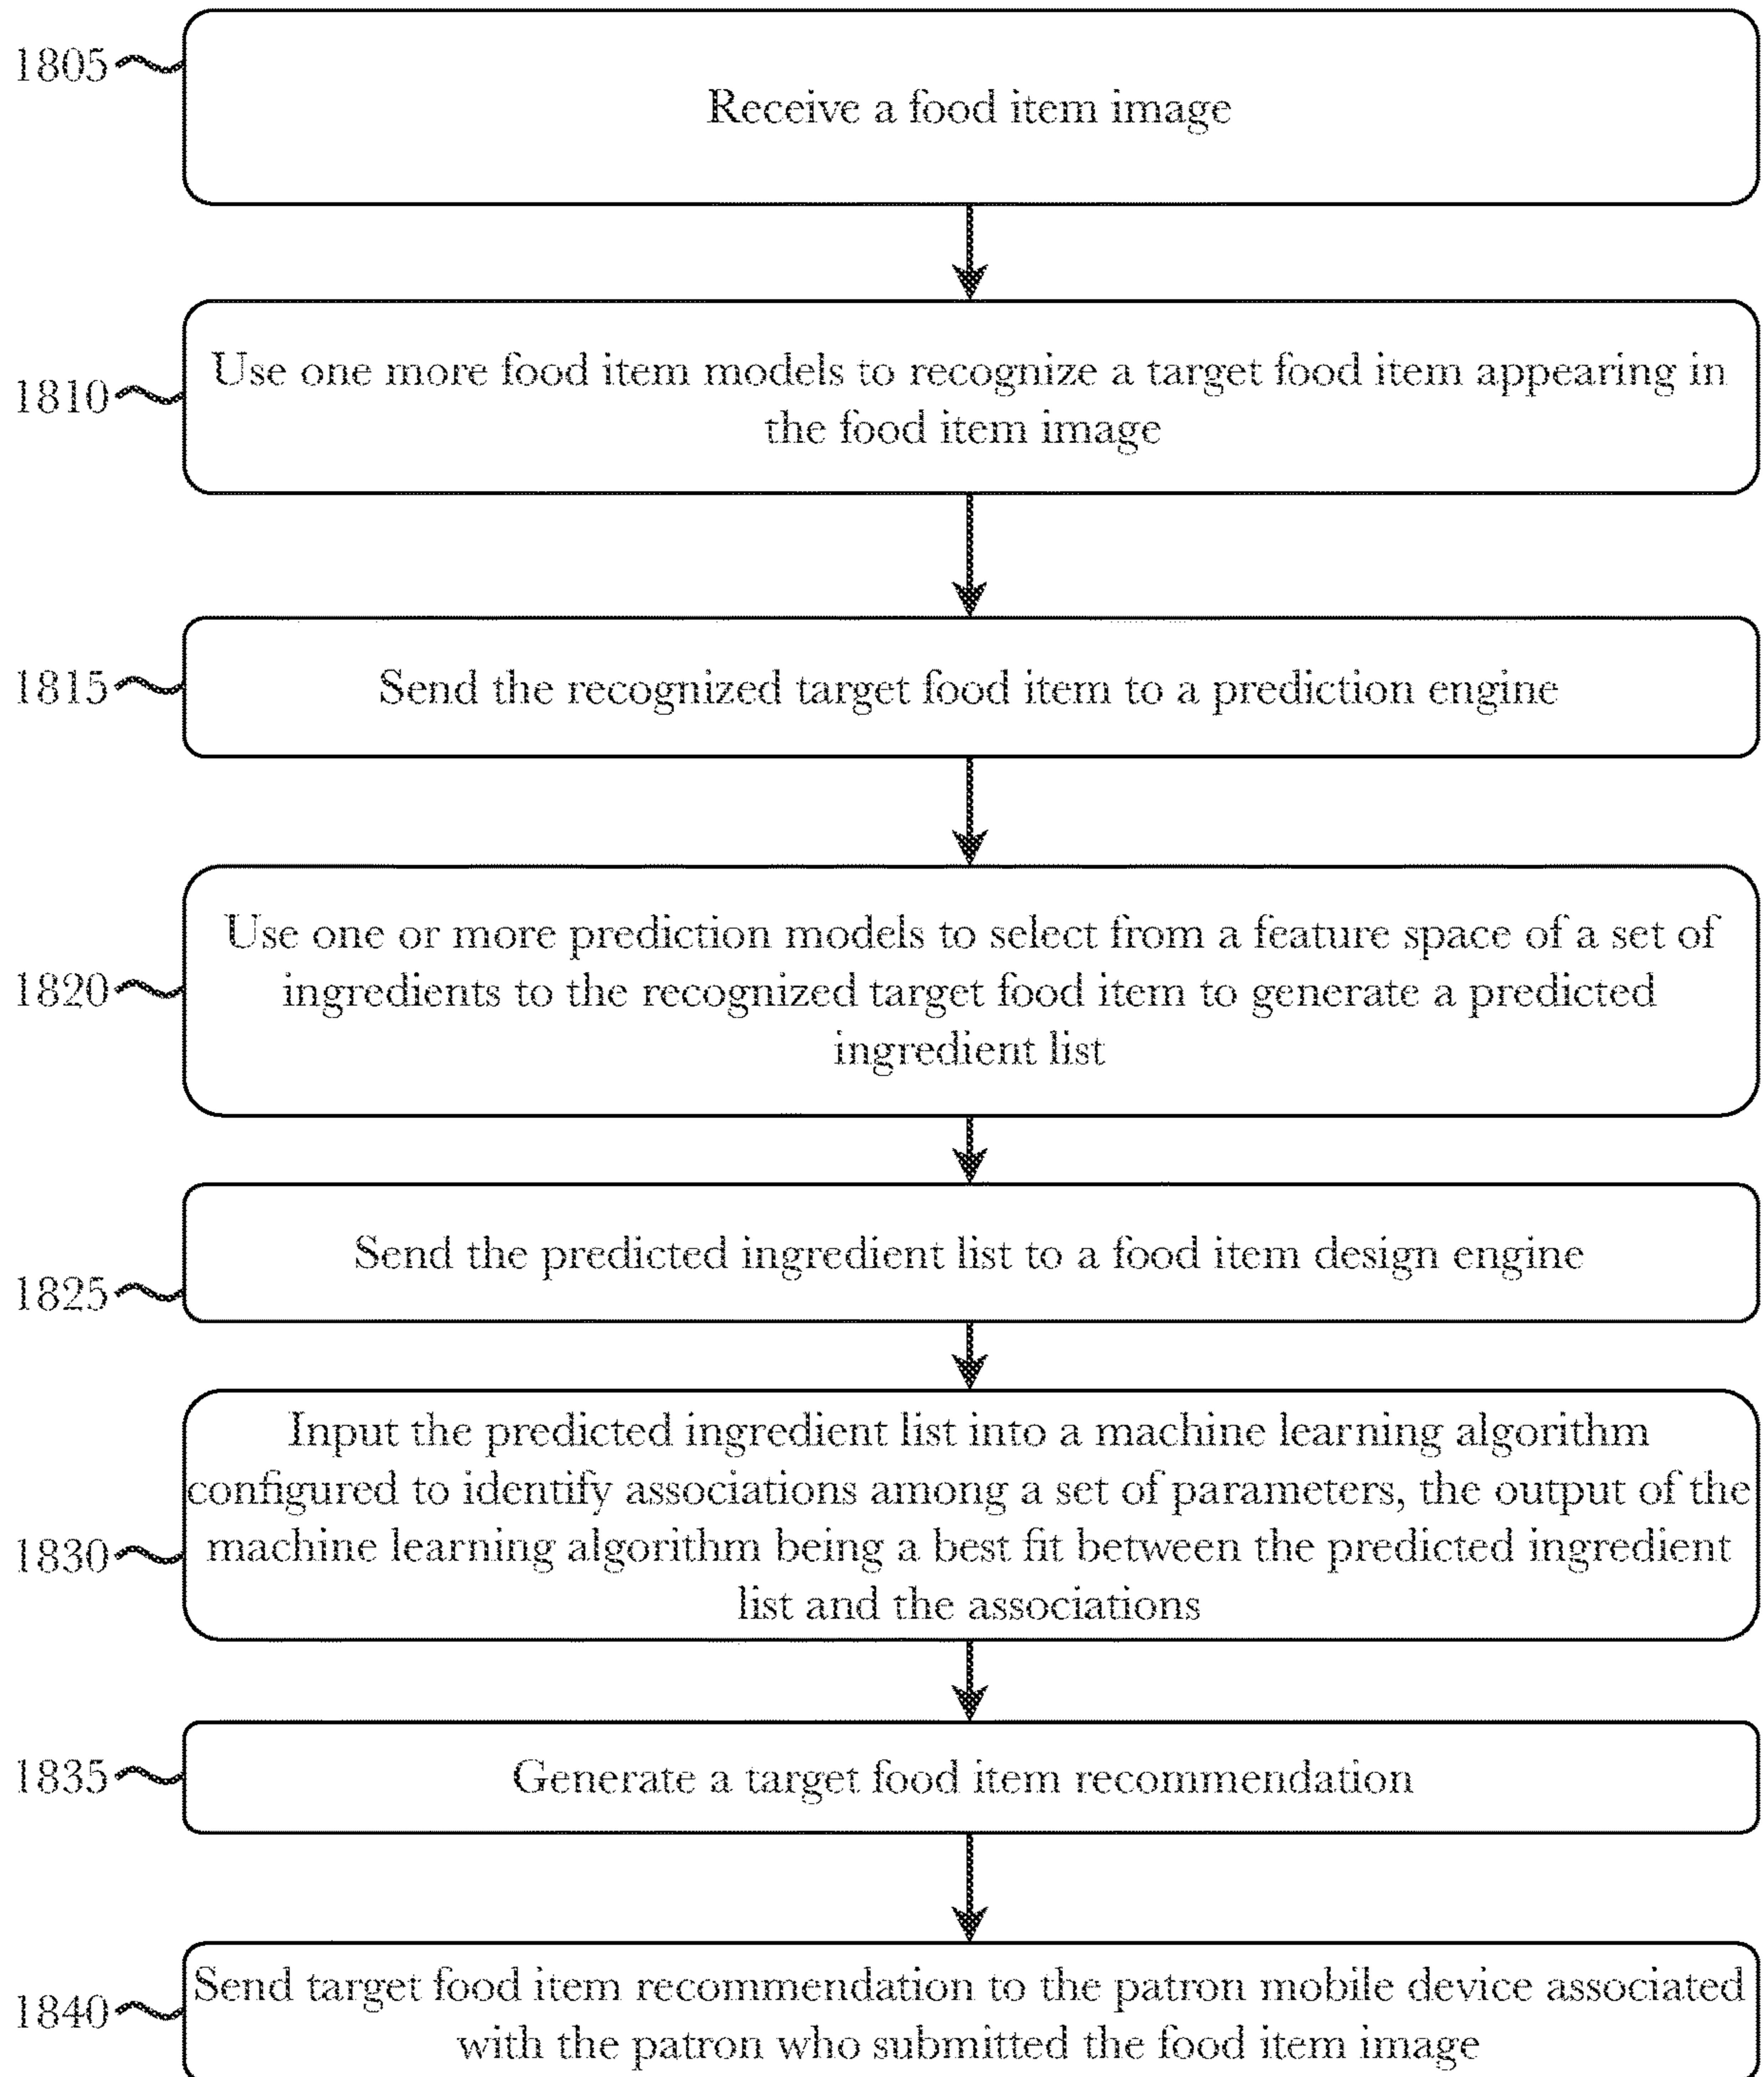 1805
Receive a food item image
1810
Use one more food item models to recognize a target food item appearing in
the food item image
1815
Send the recognized target food item to a prediction engine
1820
Use one or more prediction models to select from a feature space of a set of
ingredients to the recognized target food item to generate a predicted
ingredient list
1825
Send the predicted ingredient list to a food item design engine
1830
Input the predicted ingredient list into a machine learning algorithm
configured to identify associations among a set of parameters, the output of the
machine learning algorithm being a best fit between the predicted ingredient
list and the associations
1835
Generate a target food item recommendation
1840
Send target food item recommendation to the patron mobile device associated
with the patron who submitted the food item image